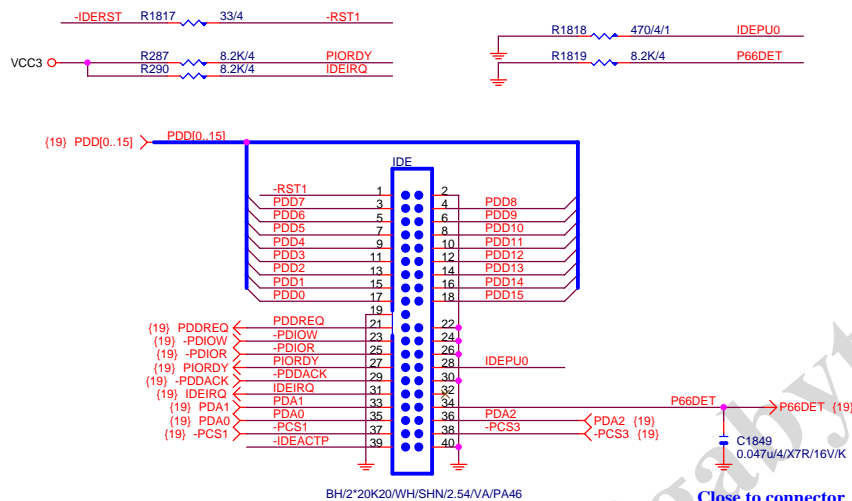 -IDERST R1817 33/4 -RST1
R1818 470/4/1 IDEPU0
VCC3 R287 8.2K/4 PIORDY
R290 8.2K/4 IDEIRQ
R1819 8.2K/4 P66DET
{19} PDD[0..15] PDD[0..15]
IDE
-RST1 1 2
PDD7 3 4 PDD8
PDD6 5 6 PDD9
PDD5 7 8 PDD10
PDD4 9 10 PDD11
PDD3 11 12 PDD12
PDD2 13 14 PDD13
PDD1 15 16 PDD14
PDD0 17 18 PDD15
19
{19} PDDREQ PDDREQ 21 22
{19} -PDIOW -PDIOW 23 24
{19} -PDIOR -PDIOR 25 26
{19} PIORDY PIORDY 27 28 IDEPU0
{19} -PDDACK -PDDACK 29 30
{19} IDEIRQ IDEIRQ 31 32
{19} PDA1 PDA1 33 34 P66DET P66DET {19}
{19} PDA0 PDA0 35 36 PDA2 PDA2 {19}
{19} -PCS1 -PCS1 37 38 -PCS3 -PCS3 {19}
-IDEACTP 39 40
C1849
0.047u/4/X7R/16V/K
BH/2*20K20/WH/SHN/2.54/VA/PA46
Close to connector
gabyt